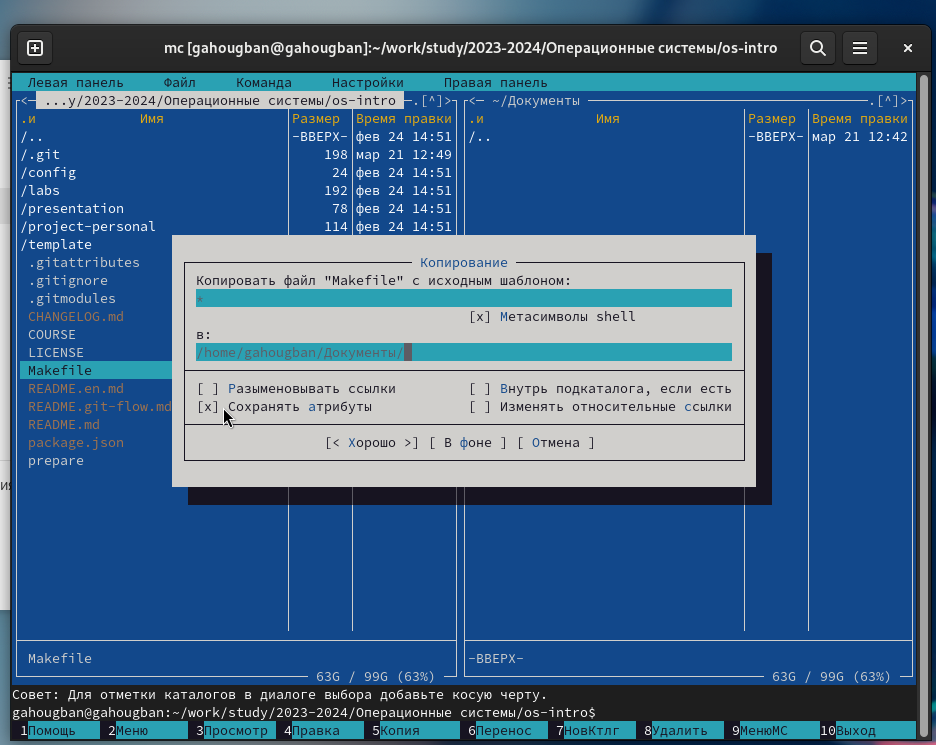 mc [gahougban@gahougban]:~/work/study/2023-2024/Операционные системы/os-intro
Левая панель Файл Команда Настройки Правая панель
<— ...y/2023-2024/Операционные системы/os-intro —.[^]>
.и Имя Размер Время правки
/.. -ВВЕРХ- фев 24 14:51
/.git 198 мар 21 12:49
/config 24 фев 24 14:51
/labs 192 фев 24 14:51
/presentation 78 фев 24 14:51
/project-personal 114 фев 24 14:51
/template
.gitattributes
.gitignore
.gitmodules
CHANGELOG.md
COURSE
LICENSE
Makefile
README.en.md
README.git-flow.md
README.md
package.json
prepare
Makefile
63G / 99G (63%)
<— ~/Документы —.[^]>
.и Имя Размер Время правки
/.. -ВВЕРХ- мар 21 12:42
-ВВЕРХ-
63G / 99G (63%)
Копирование
Копировать файл "Makefile" с исходным шаблоном:
*
[x] Метасимволы shell
в:
/home/gahougban/Документы/
[ ] Разыменовывать ссылки [ ] Внутрь подкаталога, если есть
[x] Сохранять атрибуты [ ] Изменять относительные ссылки
[< Хорошо >] [ В фоне ] [ Отмена ]
Совет: Для отметки каталогов в диалоге выбора добавьте косую черту.
gahougban@gahougban:~/work/study/2023-2024/Операционные системы/os-intro$
1Помощь 2Меню 3Просмотр 4Правка 5Копия 6Перенос 7НовКтлг 8Удалить 9МенюМС 10Выход